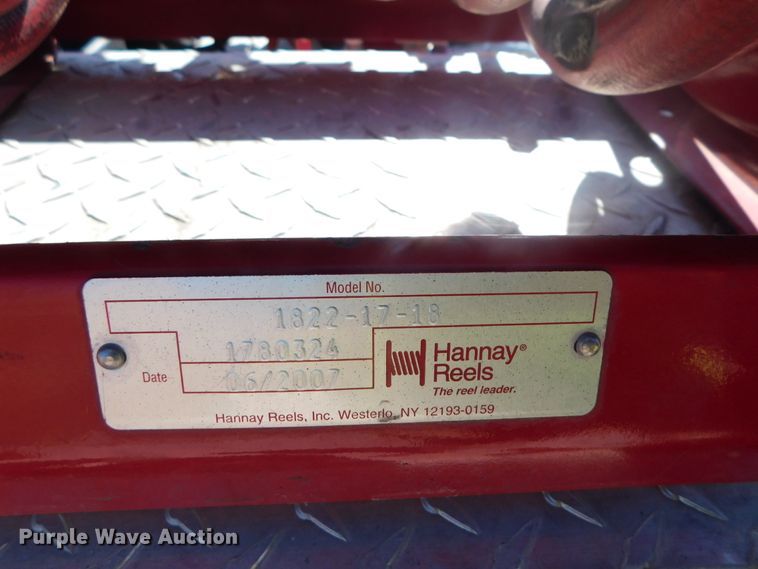 Model No.
1822-17-18
1780324
Date 06/2007
Hannay®
Reels
The reel leader.
Hannay Reels, Inc. Westerlo, NY 12193-0159
Purple Wave Auction